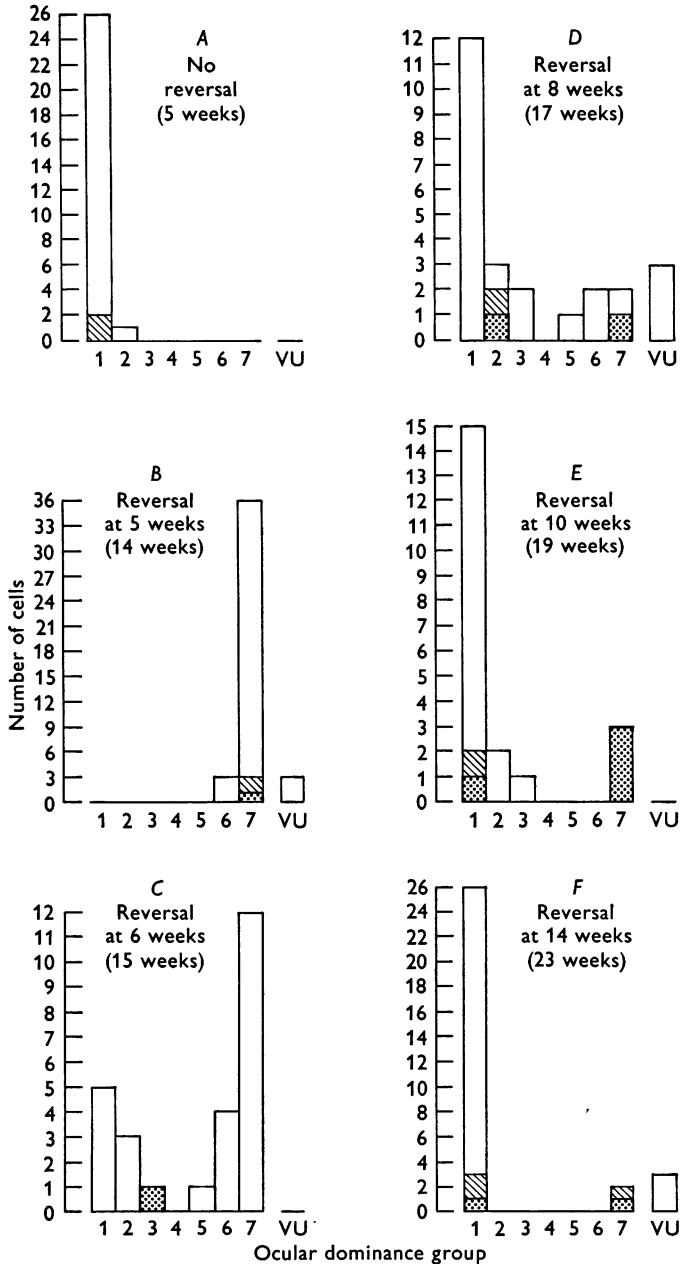 A
No
reversal
(5 weeks)
26
24
22
20
18
16
14
12
10
8
6
4
2
0
1 2 3 4 5 6 7 VU
B
Reversal
at 5 weeks
(14 weeks)
36
33
30
27
24
21
18
15
12
9
6
3
0
1 2 3 4 5 6 7 VU
Number of cells
C
Reversal
at 6 weeks
(15 weeks)
12
11
10
9
8
7
6
5
4
3
2
1
0
1 2 3 4 5 6 7 VU
D
Reversal
at 8 weeks
(17 weeks)
12
11
10
9
8
7
6
5
4
3
2
1
0
1 2 3 4 5 6 7 VU
E
Reversal
at 10 weeks
(19 weeks)
15
14
13
12
11
10
9
8
7
6
5
4
3
2
1
0
1 2 3 4 5 6 7 VU
F
Reversal
at 14 weeks
(23 weeks)
26
24
22
20
18
16
14
12
10
8
6
4
2
0
1 2 3 4 5 6 7 VU
Ocular dominance group